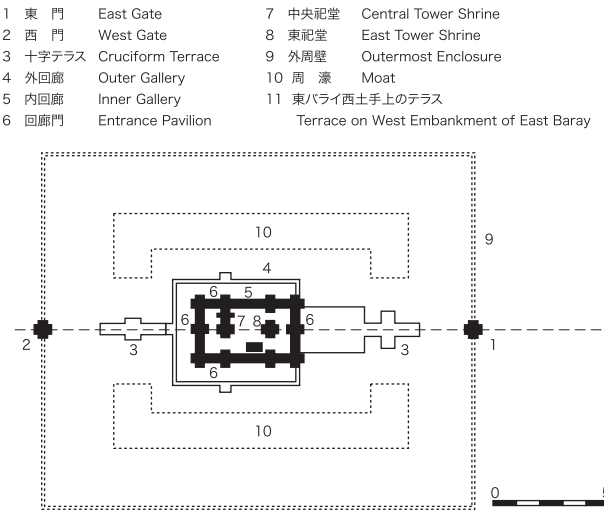 1 東 門 East Gate
2 西 門 West Gate
3 十字テラス Cruciform Terrace
4 外回廊 Outer Gallery
5 内回廊 Inner Gallery
6 回廊門 Entrance Pavilion
7 中央祀堂 Central Tower Shrine
8 東祀堂 East Tower Shrine
9 外周壁 Outermost Enclosure
10 周 濠 Moat
11 東バライ西土手上のテラス
Terrace on West Embankment of East Baray
10
9
4
6 5
6 7 8 6
2 3 3 1
6
10
0